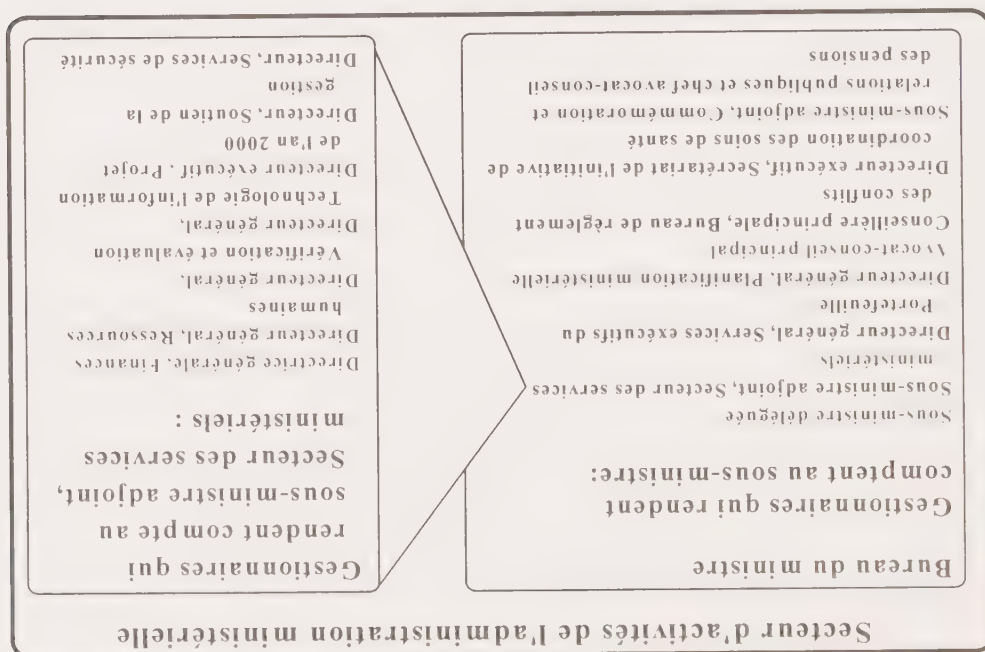 Secteur d'activités de l'administration ministérielle
Bureau du ministre
Gestionnaires qui rendent
comptent au sous-ministre:
Sous-ministre déléguée
Sous-ministre adjoint, Secteur des services
ministériels
Directeur général, Services exécutifs du
Portefeuille
Directeur général. Planification ministérielle
Avocat-conseil principal
Conseillère principale, Bureau de règlement
des conflits
Directeur exécutif, Secrétariat de l'initiative de
coordination des soins de santé
Sous-ministre adjoint, Commémoration et
relations publiques et chef avocat-conseil
des pensions
Gestionnaires qui
rendent compte au
sous-ministre adjoint,
Secteur des services
ministériels :
Directrice générale. Finances
Directeur général, Ressources
humaines
Directeur général.
Vérification et évaluation
Directeur général,
Technologie de l'information
Directeur exécutif. Projet
de l'an 2000
Directeur, Soutien de la
gestion
Directeur, Services de sécurité